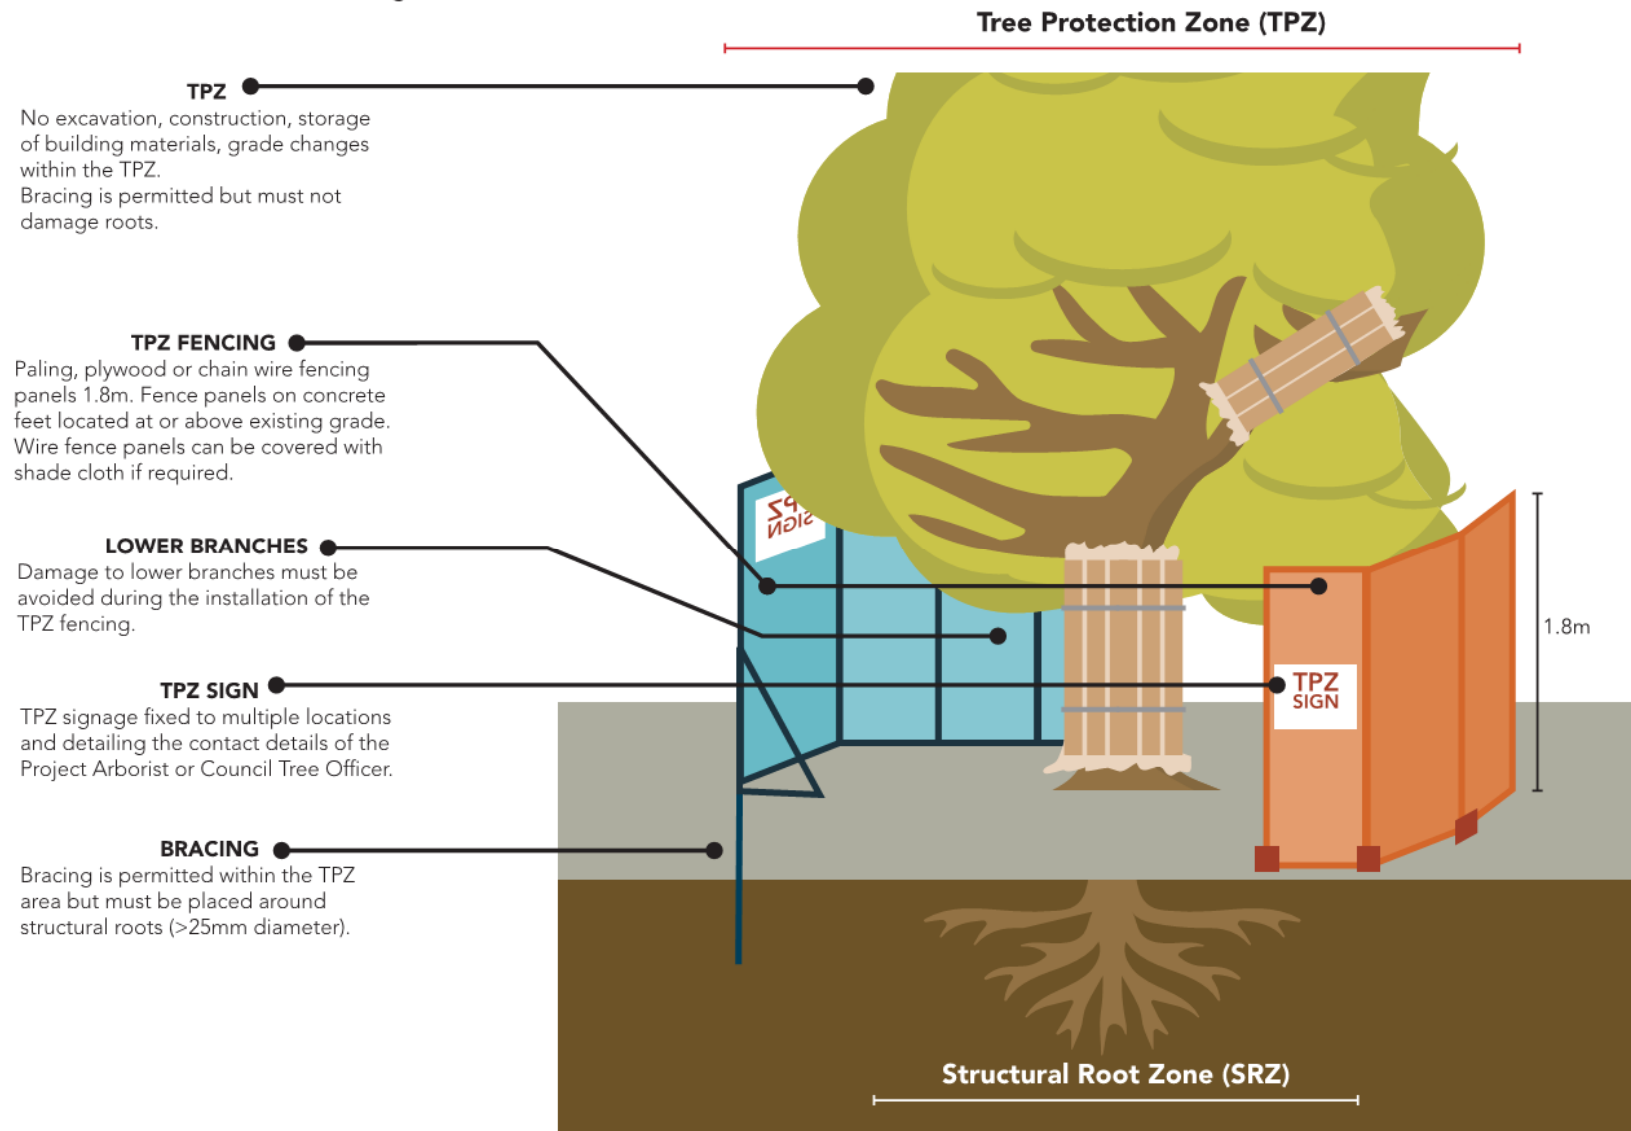 Tree Protection Zone (TPZ)
TPZ
No excavation, construction, storage
of building materials, grade changes
within the TPZ.
Bracing is permitted but must not
damage roots.
TPZ FENCING
Paling, plywood or chain wire fencing
panels 1.8m. Fence panels on concrete
feet located at or above existing grade.
Wire fence panels can be covered with
shade cloth if required.
LOWER BRANCHES
Damage to lower branches must be
avoided during the installation of the
TPZ fencing.
TPZ SIGN
TPZ signage fixed to multiple locations
and detailing the contact details of the
Project Arborist or Council Tree Officer.
BRACING
Bracing is permitted within the TPZ
area but must be placed around
structural roots (>25mm diameter).
TPZ
SIGN
TPZ
SIGN
1.8m
Structural Root Zone (SRZ)